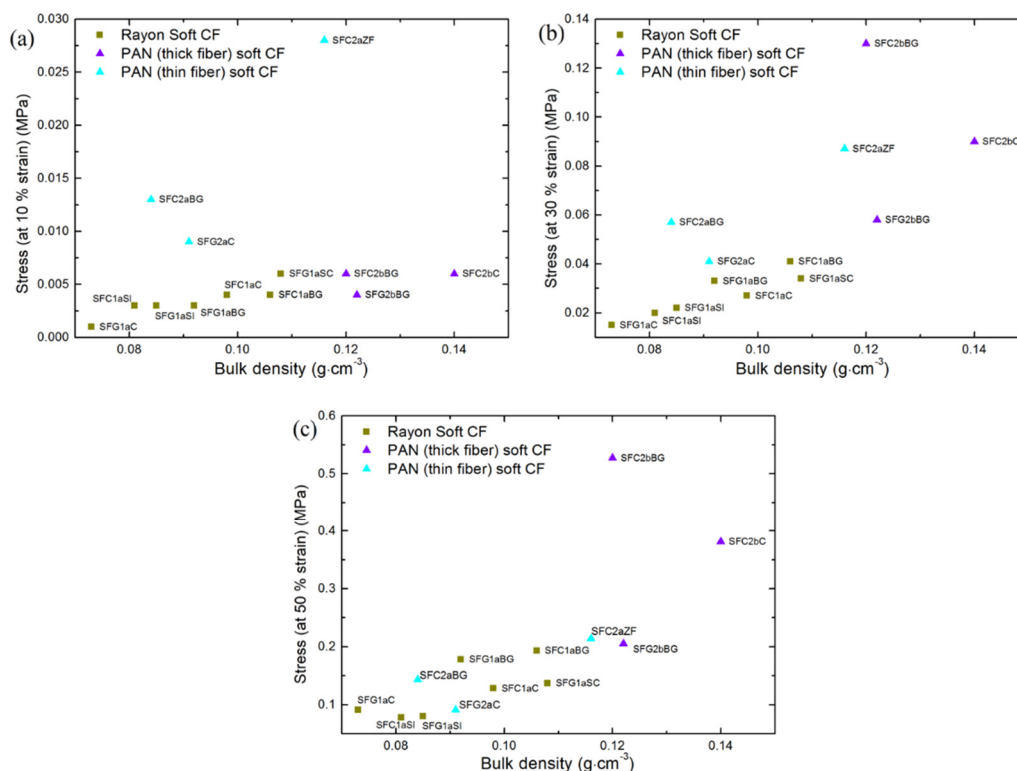 (a)
Rayon Soft CF
PAN (thick fiber) soft CF
PAN (thin fiber) soft CF
SFC2aZF
SFC2aBG
SFG2aC
SFG1aSC
SFC2bBG
SFC2bC
SFC1aC
SFC1aSI
SFC1aBG
SFG2bBG
SFG1aSI
SFG1aBG
SFG1aC
0.030
0.025
0.020
0.015
0.010
0.005
0.000
Stress (at 10 % strain) (MPa)
0.08 0.10 0.12 0.14
Bulk density (g·cm⁻³)
(b)
Rayon Soft CF
PAN (thick fiber) soft CF
PAN (thin fiber) soft CF
SFC2bBG
SFC2aZF
SFC2bC
SFC2aBG
SFG2bBG
SFG2aC
SFC1aBG
SFG1aBG
SFG1aSC
SFC1aC
SFG1aSI
SFC1aSI
SFG1aC
0.14
0.12
0.10
0.08
0.06
0.04
0.02
Stress (at 30 % strain) (MPa)
0.08 0.10 0.12 0.14
Bulk density (g·cm⁻³)
(c)
Rayon Soft CF
PAN (thick fiber) soft CF
PAN (thin fiber) soft CF
SFC2bBG
SFC2bC
SFC2aZF
SFG2bBG
SFC1aBG
SFG1aBG
SFC2aBG
SFC1aC
SFG1aSC
SFG1aC
SFG2aC
SFC1aSI
SFG1aSI
0.6
0.5
0.4
0.3
0.2
0.1
Stress (at 50 % strain) (MPa)
0.08 0.10 0.12 0.14
Bulk density (g·cm⁻³)